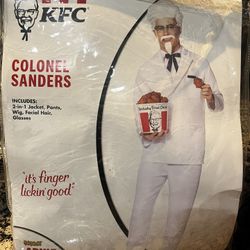 KFC
COLONEL
SANDERS
INCLUDES:
2-in-1 Jacket, Pants,
Wig, Facial Hair,
Glasses
"it's finger
lickin' good"